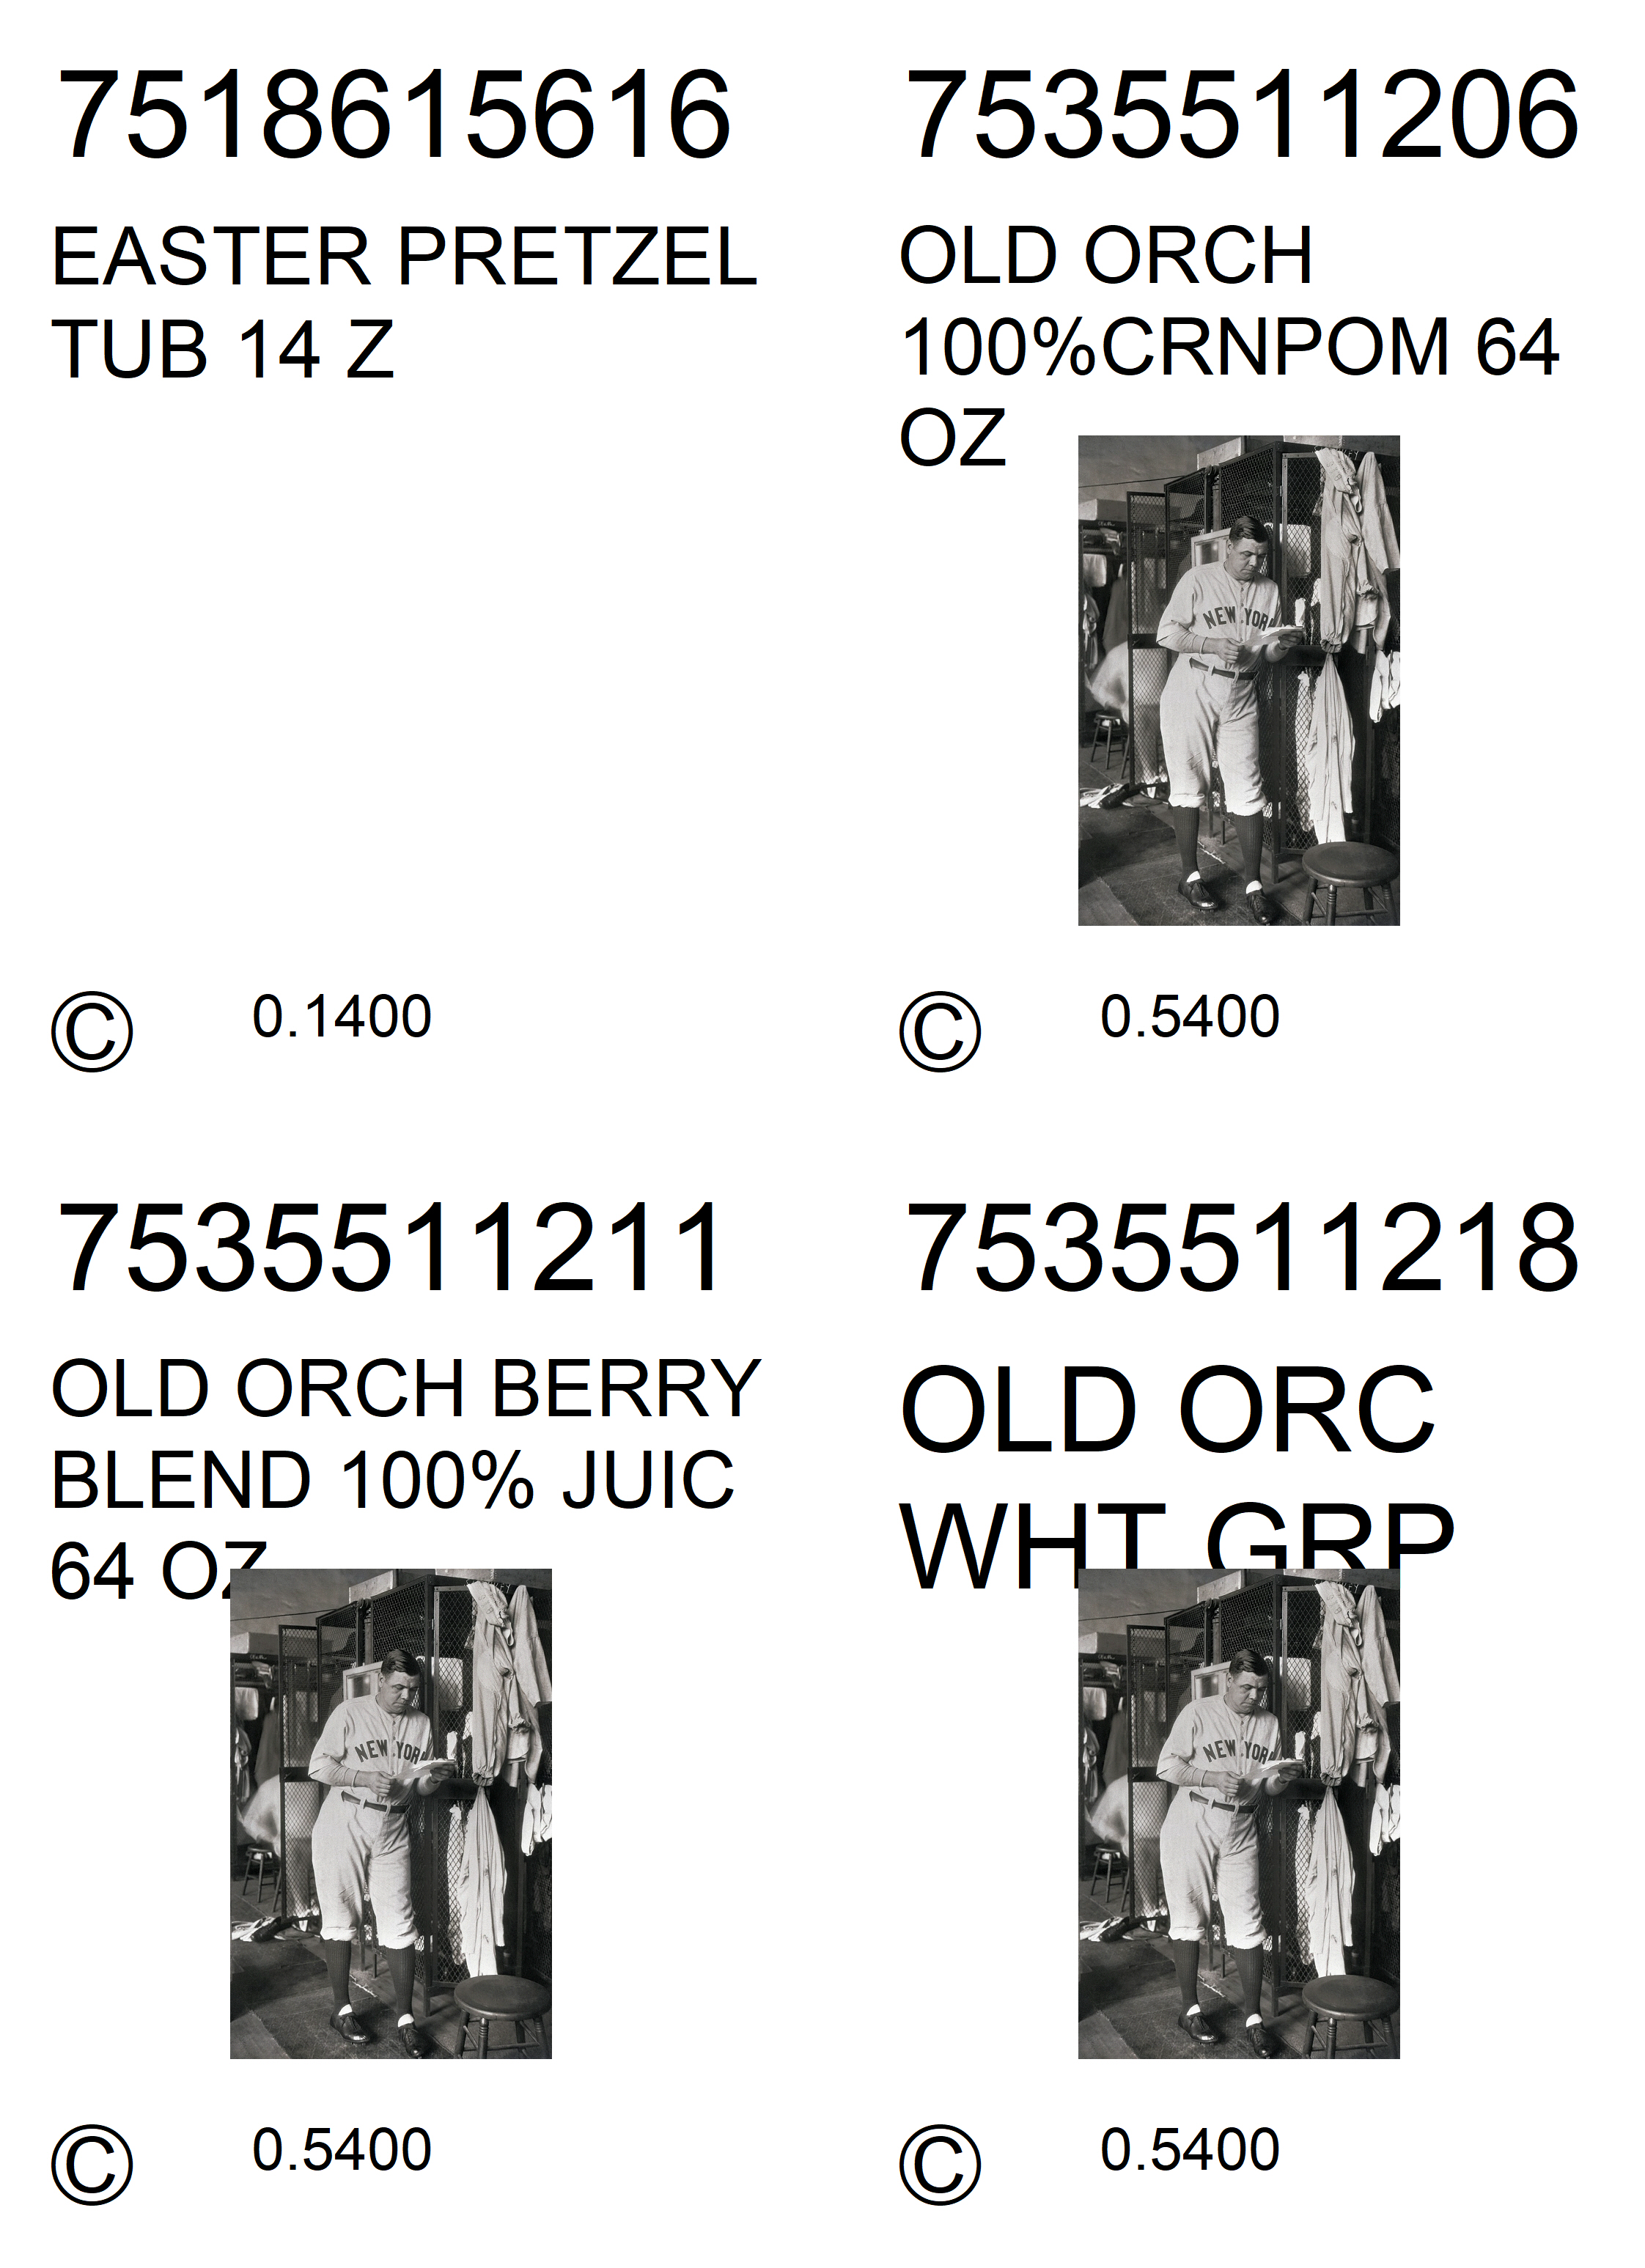 7518615616
EASTER PRETZEL
TUB 14 Z
© 0.1400
7535511206
OLD ORCH
100%CRNPOM 64
OZ
NEW YORK
© 0.5400
7535511211
OLD ORCH BERRY
BLEND 100% JUIC
64 OZ
NEW YORK
© 0.5400
7535511218
OLD ORC
WHT GRP
NEW YORK
© 0.5400